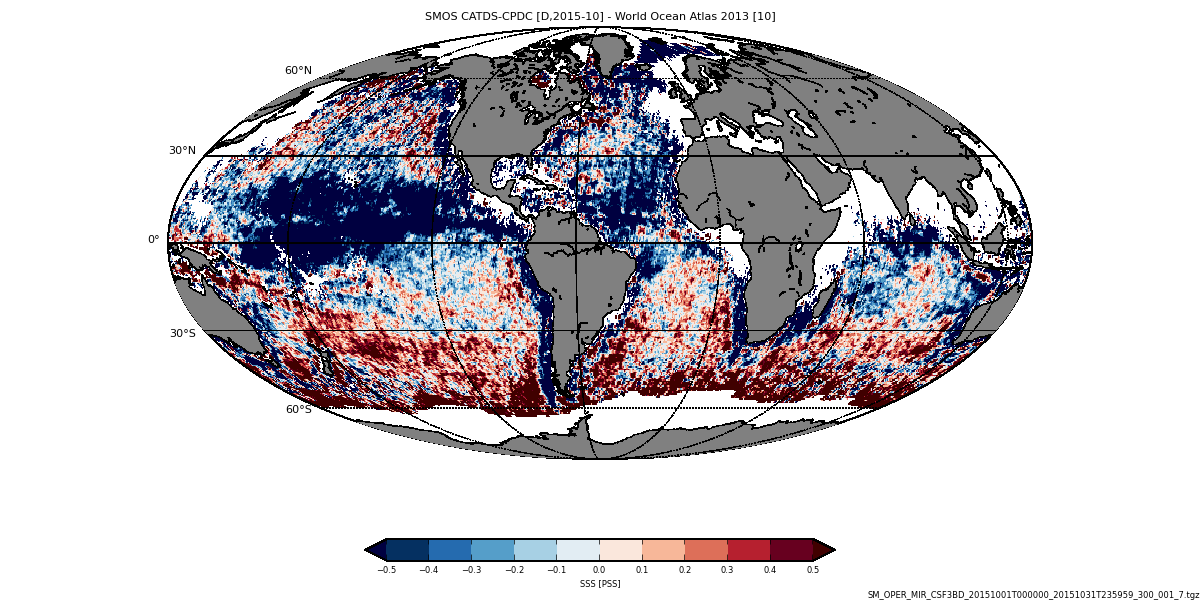 SMOS CATDS-CPDC [D,2015-10] - World Ocean Atlas 2013 [10]
60°N
30°N
0°
30°S
60°S
−0.5 −0.4 −0.3 −0.2 −0.1 0.0 0.1 0.2 0.3 0.4 0.5
SSS [PSS]
SM_OPER_MIR_CSF3BD_20151001T000000_20151031T235959_300_001_7.tgz